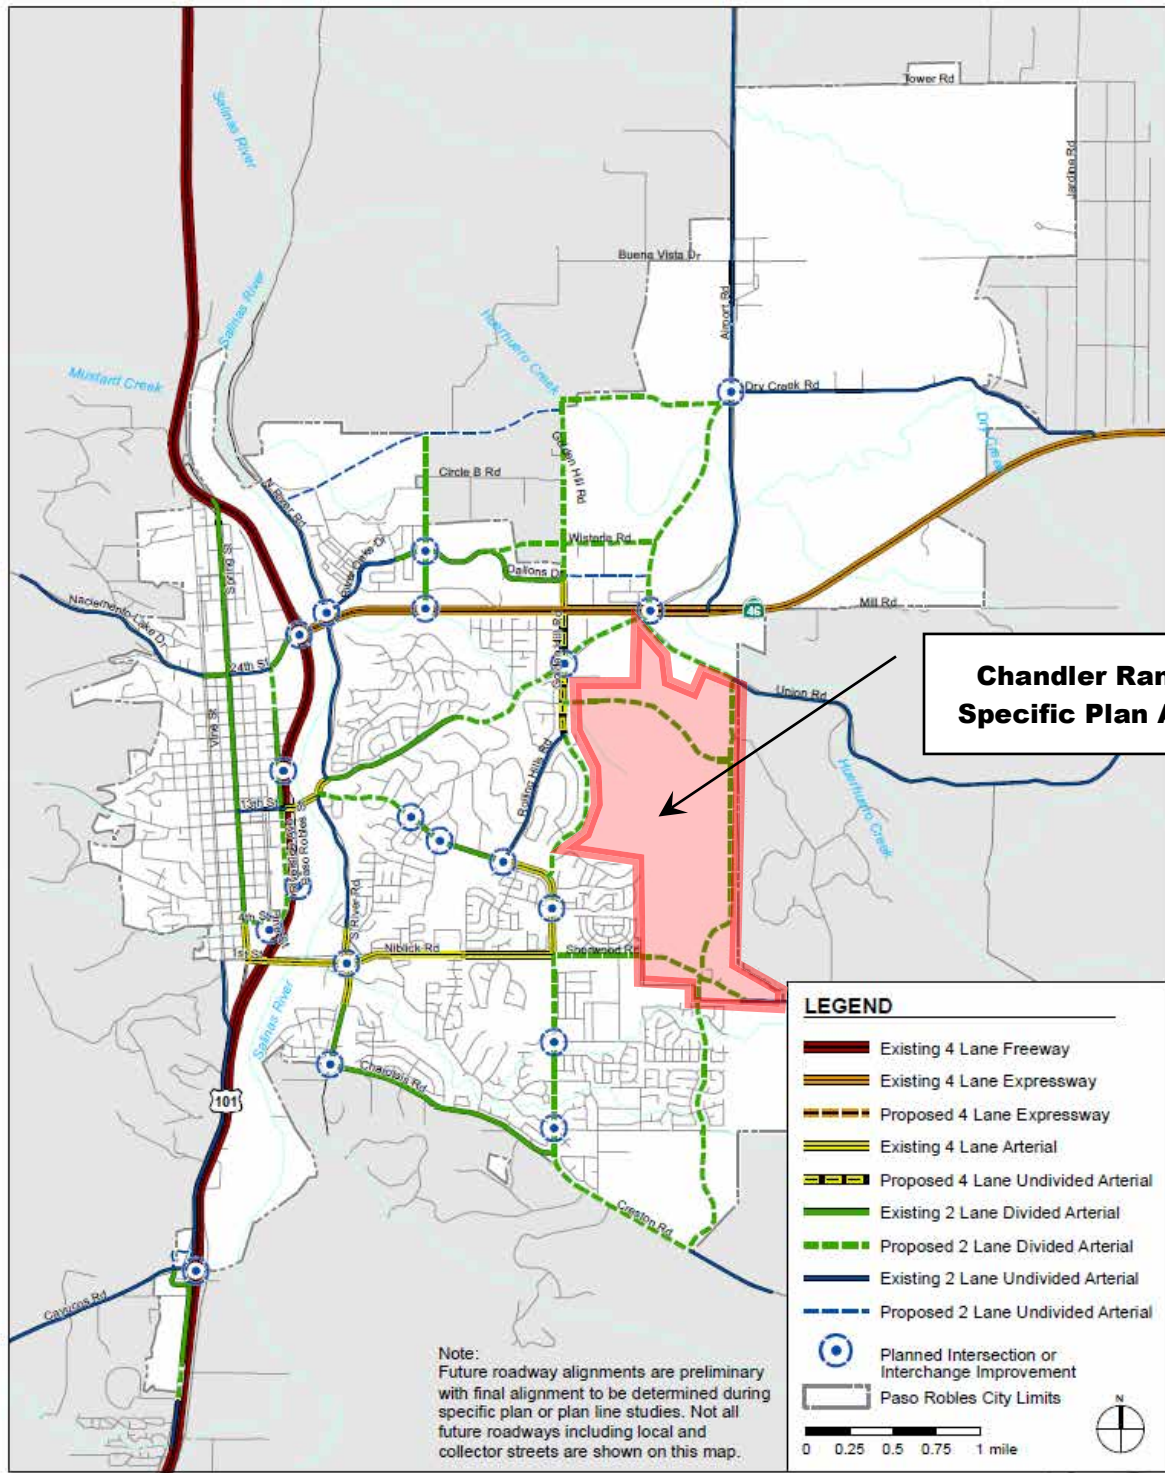 Tower Rd
Jardine Rd
Salinas River
Buena Vista Dr
Airport Rd
Salinas River
Huerhuero Creek
Mustard Creek
Dry Creek Rd
Dry Creek
Golden Hill Rd
Circle B Rd
N River Rd
Wisteria Rd
Spring St
Dallons Dr
Nacimiento-Lake Dr
46
Mill Rd
Golden Hill Rd
24th St
Chandler Ran
Specific Plan A
Union Rd
Vine St
Rolling Hills Rd
Huerhuero Creek
13th St
Paso Robles St
S River Rd
4th St
1st St
Niblick Rd
Sherwood Rd
Salinas River
101
Charolais Rd
Creston Rd
Cayucos Rd
LEGEND
Existing 4 Lane Freeway
Existing 4 Lane Expressway
Proposed 4 Lane Expressway
Existing 4 Lane Arterial
Proposed 4 Lane Undivided Arterial
Existing 2 Lane Divided Arterial
Proposed 2 Lane Divided Arterial
Existing 2 Lane Undivided Arterial
Proposed 2 Lane Undivided Arterial
Planned Intersection or
Interchange Improvement
Paso Robles City Limits
N
0 0.25 0.5 0.75 1 mile
Note:
Future roadway alignments are preliminary
with final alignment to be determined during
specific plan or plan line studies. Not all
future roadways including local and
collector streets are shown on this map.